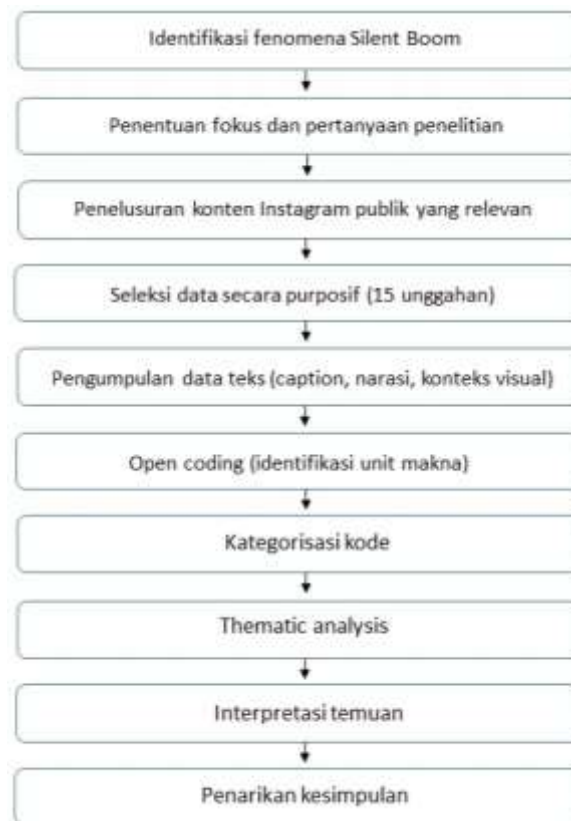 Identifikasi fenomena Silent Boom
Penentuan fokus dan pertanyaan penelitian
Penelusuran konten Instagram publik yang relevan
Seleksi data secara purposif (15 unggahan)
Pengumpulan data teks (caption, narasi, konteks visual)
Open coding (identifikasi unit makna)
Kategorisasi kode
Thematic analysis
Interpretasi temuan
Penarikan kesimpulan